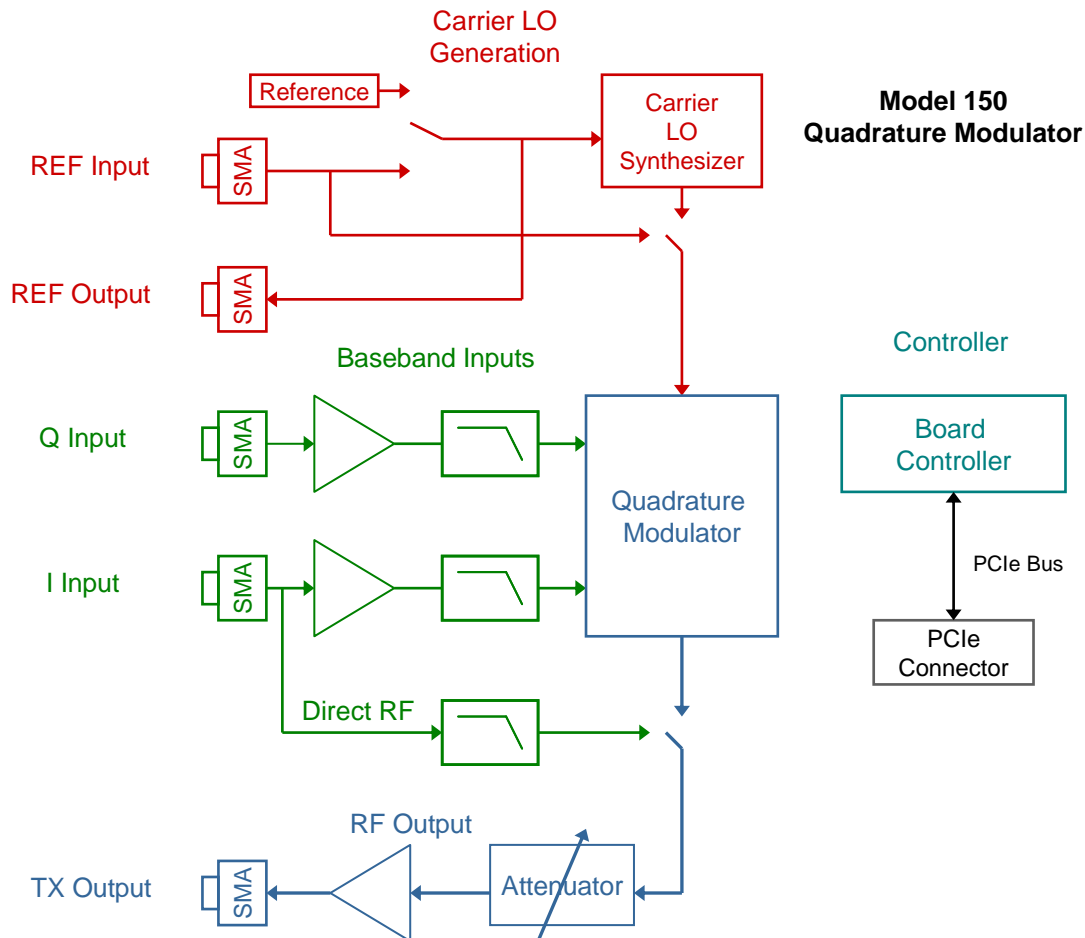 Carrier LO
Generation
Reference
Carrier
LO
Synthesizer
Model 150
Quadrature Modulator
REF Input
SMA
REF Output
SMA
Controller
Baseband Inputs
Q Input
SMA
Board
Controller
Quadrature
Modulator
I Input
SMA
PCIe Bus
PCIe
Connector
Direct RF
RF Output
TX Output
SMA
Attenuator